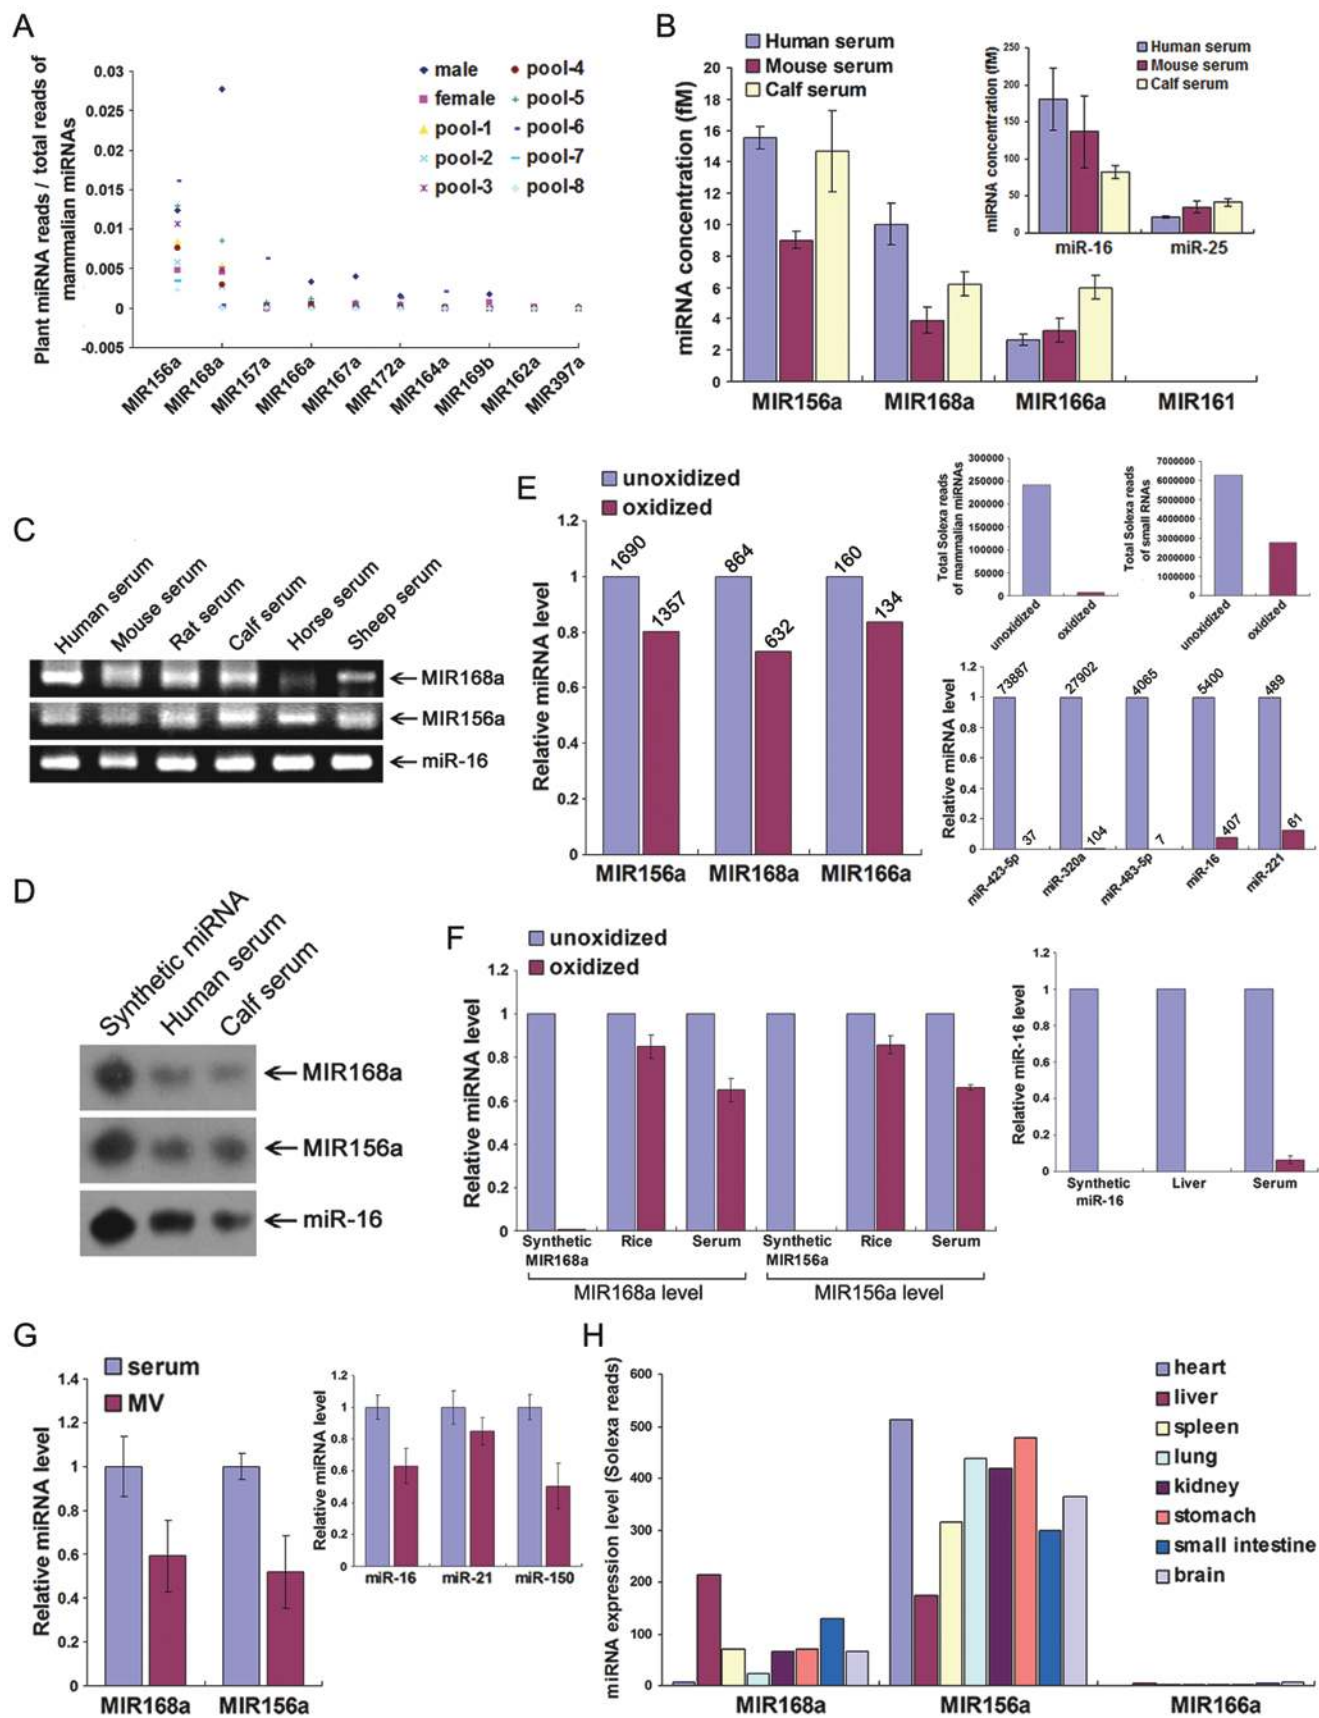 A
Plant miRNA reads / total reads of
mammalian miRNAs
0.03
0.025
0.02
0.015
0.01
0.005
0
-0.005
male
female
pool-1
pool-2
pool-3
pool-4
pool-5
pool-6
pool-7
pool-8
MIR156a
MIR168a
MIR157a
MIR166a
MIR167a
MIR172a
MIR164a
MIR169b
MIR162a
MIR397a
B
Human serum
Mouse serum
Calf serum
miRNA concentration (fM)
20
18
16
14
12
10
8
6
4
2
0
MIR156a
MIR168a
MIR166a
MIR161
miRNA concentration (fM)
250
200
150
100
50
0
Human serum
Mouse serum
Calf serum
miR-16
miR-25
C
Human serum
Mouse serum
Rat serum
Calf serum
Horse serum
Sheep serum
MIR168a
MIR156a
miR-16
D
Synthetic miRNA
Human serum
Calf serum
MIR168a
MIR156a
miR-16
E
unoxidized
oxidized
Relative miRNA level
1.2
1
0.8
0.6
0.4
0.2
0
1690
1357
864
632
160
134
MIR156a
MIR168a
MIR166a
Total Solexa reads
of mammalian miRNAs
300000
250000
200000
150000
100000
50000
0
unoxidized
oxidized
Total Solexa reads
of small RNAs
7000000
6000000
5000000
4000000
3000000
2000000
1000000
0
unoxidized
oxidized
Relative miRNA level
1.2
1
0.8
0.6
0.4
0.2
0
73887
37
27902
104
4065
7
5400
407
489
61
miR-423-5p
miR-320a
miR-483-5p
miR-16
miR-221
F
unoxidized
oxidized
Relative miRNA level
1.2
1
0.8
0.6
0.4
0.2
0
Synthetic
MIR168a
Rice
Serum
Synthetic
MIR156a
Rice
Serum
MIR168a level
MIR156a level
Relative miR-16 level
1.2
1
0.8
0.6
0.4
0.2
0
Synthetic
miR-16
Liver
Serum
G
serum
MV
Relative miRNA level
1.4
1.2
1
0.8
0.6
0.4
0.2
0
MIR168a
MIR156a
Relative miRNA level
1.2
1
0.8
0.6
0.4
0.2
0
miR-16
miR-21
miR-150
H
miRNA expression level (Solexa reads)
600
500
400
300
200
100
0
heart
liver
spleen
lung
kidney
stomach
small intestine
brain
MIR168a
MIR156a
MIR166a